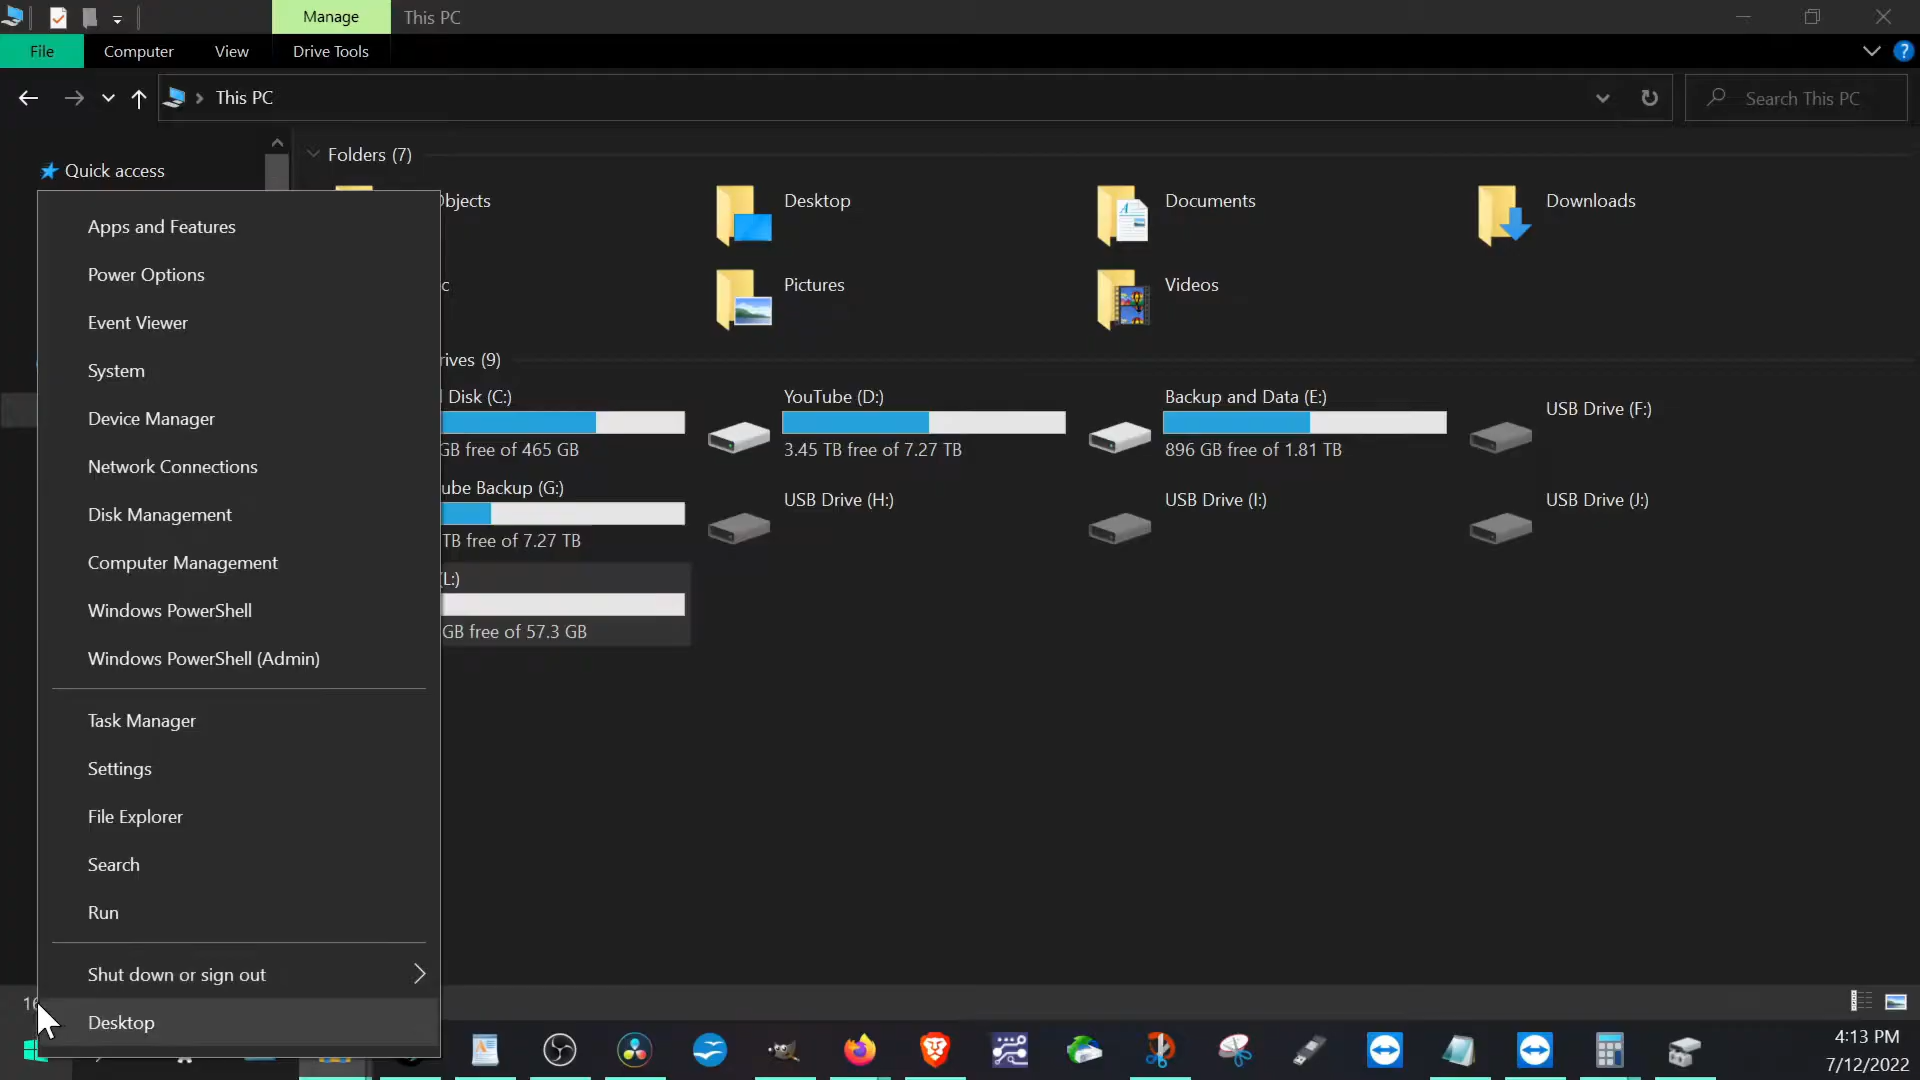 Manage
This PC
File
Computer
View
Drive Tools
?
This PC
Search This PC
Quick access
Folders (7)
Objects
Desktop
Documents
Downloads
c
Pictures
Videos
rives (9)
Disk (C:)
GB free of 465 GB
YouTube (D:)
3.45 TB free of 7.27 TB
Backup and Data (E:)
896 GB free of 1.81 TB
USB Drive (F:)
ube Backup (G:)
TB free of 7.27 TB
USB Drive (H:)
USB Drive (I:)
USB Drive (J:)
(L:)
GB free of 57.3 GB
Apps and Features
Power Options
Event Viewer
System
Device Manager
Network Connections
Disk Management
Computer Management
Windows PowerShell
Windows PowerShell (Admin)
Task Manager
Settings
File Explorer
Search
Run
Shut down or sign out
Desktop
4:13 PM
7/12/2022